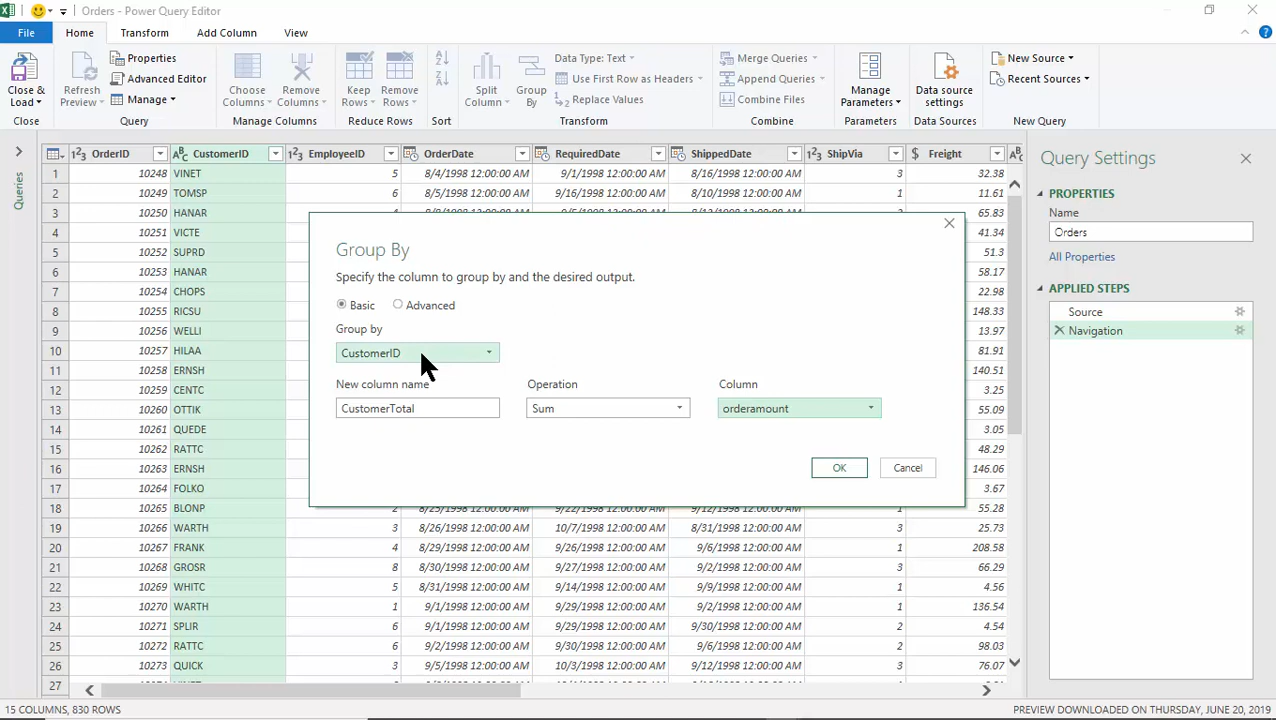 Orders - Power Query Editor
File Home Transform Add Column View
Close & Load
Refresh Preview
Properties
Advanced Editor
Manage
Choose Columns
Remove Columns
Keep Rows
Remove Rows
Split Column
Group By
Data Type: Text
Use First Row as Headers
Replace Values
Merge Queries
Append Queries
Combine Files
Manage Parameters
Data source settings
New Source
Recent Sources
Close Query Manage Columns Reduce Rows Sort Transform Combine Parameters Data Sources New Query
Queries
OrderID CustomerID EmployeeID OrderDate RequiredDate ShippedDate ShipVia Freight
1 10248 VINET 5 8/4/1998 12:00:00 AM 9/1/1998 12:00:00 AM 8/16/1998 12:00:00 AM 3 32.38
2 10249 TOMSP 6 8/5/1998 12:00:00 AM 9/16/1998 12:00:00 AM 8/10/1998 12:00:00 AM 1 11.61
3 10250 HANAR 65.83
4 10251 VICTE 41.34
5 10252 SUPRD 51.3
6 10253 HANAR 58.17
7 10254 CHOPS 22.98
8 10255 RICSU 148.33
9 10256 WELLI 13.97
10 10257 HILAA 81.91
11 10258 ERNSH 140.51
12 10259 CENTC 3.25
13 10260 OTTIK 55.09
14 10261 QUEDE 3.05
15 10262 RATTC 48.29
16 10263 ERNSH 146.06
17 10264 FOLKO 3.67
18 10265 BLONP 55.28
19 10266 WARTH 3 8/26/1998 12:00:00 AM 10/7/1998 12:00:00 AM 8/31/1998 12:00:00 AM 3 25.73
20 10267 FRANK 4 8/29/1998 12:00:00 AM 9/26/1998 12:00:00 AM 9/6/1998 12:00:00 AM 1 208.58
21 10268 GROSR 8 8/30/1998 12:00:00 AM 9/27/1998 12:00:00 AM 9/2/1998 12:00:00 AM 3 66.29
22 10269 WHITC 5 8/31/1998 12:00:00 AM 9/14/1998 12:00:00 AM 9/9/1998 12:00:00 AM 1 4.56
23 10270 WARTH 1 9/1/1998 12:00:00 AM 9/29/1998 12:00:00 AM 9/2/1998 12:00:00 AM 1 136.54
24 10271 SPLIR 6 9/1/1998 12:00:00 AM 9/29/1998 12:00:00 AM 9/30/1998 12:00:00 AM 2 4.54
25 10272 RATTC 6 9/2/1998 12:00:00 AM 9/30/1998 12:00:00 AM 9/6/1998 12:00:00 AM 2 98.03
26 10273 QUICK 3 9/5/1998 12:00:00 AM 10/3/1998 12:00:00 AM 9/12/1998 12:00:00 AM 3 76.07
27
Group By
Specify the column to group by and the desired output.
Basic Advanced
Group by
CustomerID
New column name Operation Column
CustomerTotal Sum orderamount
OK Cancel
Query Settings
PROPERTIES
Name
Orders
All Properties
APPLIED STEPS
Source
Navigation
15 COLUMNS, 830 ROWS
PREVIEW DOWNLOADED ON THURSDAY, JUNE 20, 2019